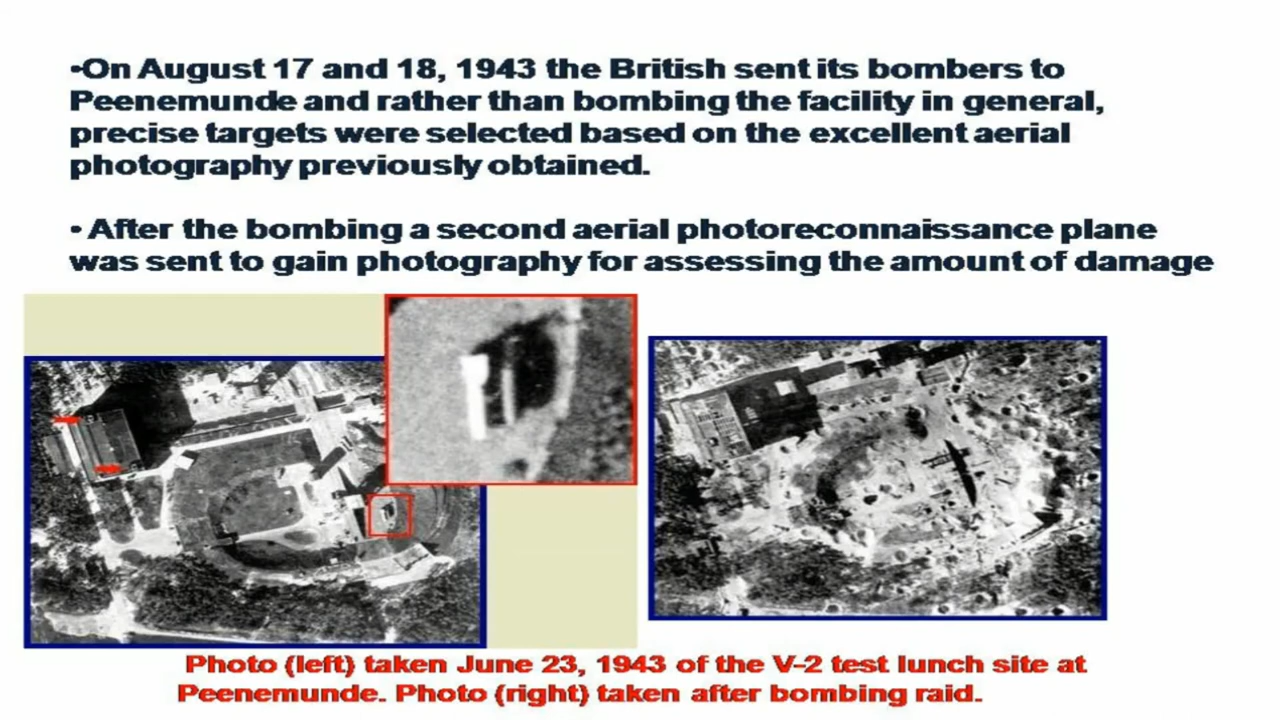 •On August 17 and 18, 1943 the British sent its bombers to
Peenemunde and rather than bombing the facility in general,
precise targets were selected based on the excellent aerial
photography previously obtained.
• After the bombing a second aerial photoreconnaissance plane
was sent to gain photography for assessing the amount of damage
Photo (left) taken June 23, 1943 of the V-2 test lunch site at
Peenemunde. Photo (right) taken after bombing raid.